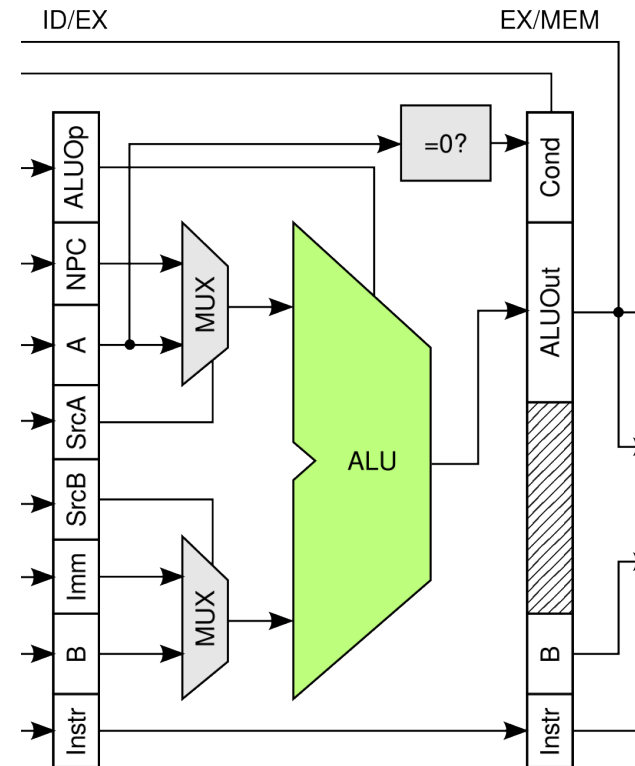 ID/EX
EX/MEM
ALUOp
NPC
A
SrcA
SrcB
Imm
B
Instr
MUX
MUX
ALU
=0?
Cond
ALUOut
B
Instr